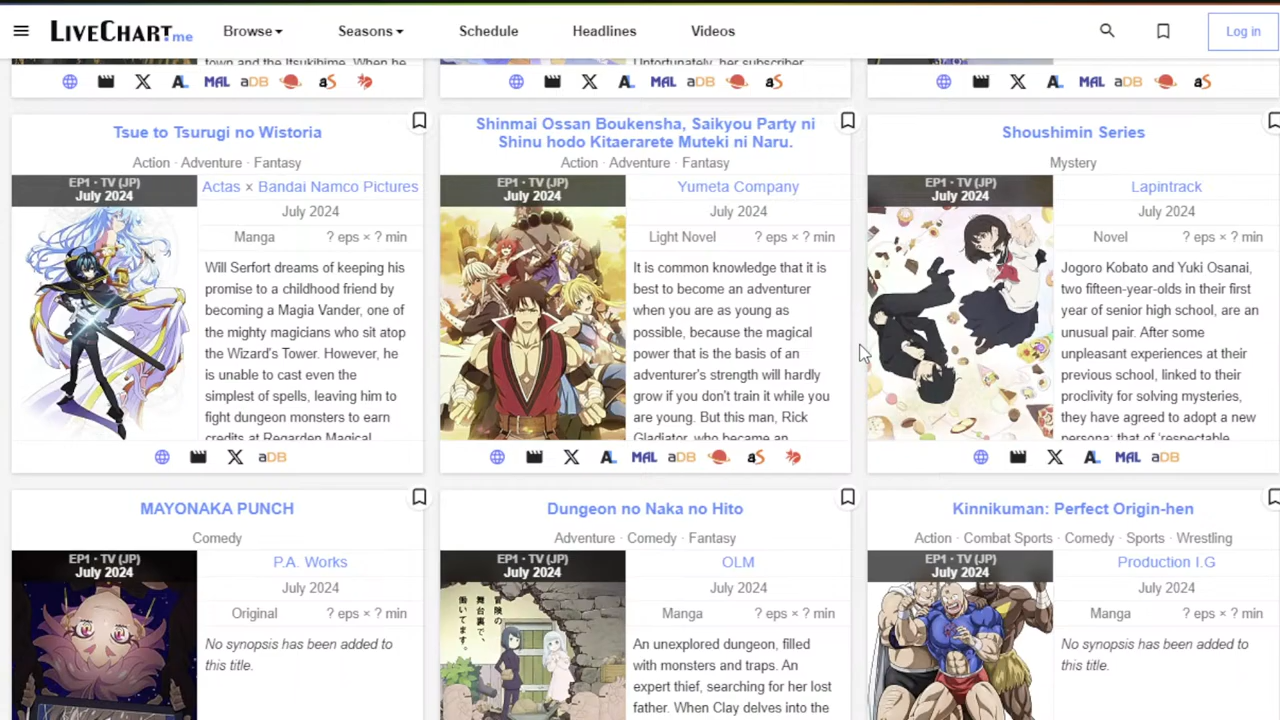 LIVECHART.me
Browse
Seasons
Schedule
Headlines
Videos
Log in
town and the Itsukihime. When he
Unfortunately, her subscriber
AL MAL aDB aS
AL MAL aDB aS
AL MAL aDB aS
Tsue to Tsurugi no Wistoria
Action · Adventure · Fantasy
EP1 · TV (JP)
July 2024
Actas × Bandai Namco Pictures
July 2024
Manga ? eps × ? min
Will Serfort dreams of keeping his
promise to a childhood friend by
becoming a Magia Vander, one of
the mighty magicians who sit atop
the Wizard's Tower. However, he
is unable to cast even the
simplest of spells, leaving him to
fight dungeon monsters to earn
credits at Regarden Magical
aDB
Shinmai Ossan Boukensha, Saikyou Party ni
Shinu hodo Kitaerarete Muteki ni Naru.
Action · Adventure · Fantasy
EP1 · TV (JP)
July 2024
Yumeta Company
July 2024
Light Novel ? eps × ? min
It is common knowledge that it is
best to become an adventurer
when you are as young as
possible, because the magical
power that is the basis of an
adventurer's strength will hardly
grow if you don't train it while you
are young. But this man, Rick
Gladiator, who became an
AL MAL aDB aS
Shoushimin Series
Mystery
EP1 · TV (JP)
July 2024
Lapintrack
July 2024
Novel ? eps × ? min
Jogoro Kobato and Yuki Osanai,
two fifteen-year-olds in their first
year of senior high school, are an
unusual pair. After some
unpleasant experiences at their
previous school, linked to their
proclivity for solving mysteries,
they have agreed to adopt a new
persona: that of 'respectable
AL MAL aDB
MAYONAKA PUNCH
Comedy
EP1 · TV (JP)
July 2024
P.A. Works
July 2024
Original ? eps × ? min
No synopsis has been added to
this title.
Dungeon no Naka no Hito
Adventure · Comedy · Fantasy
EP1 · TV (JP)
July 2024
冒険の
舞台裏で、
働いてます。
OLM
July 2024
Manga ? eps × ? min
An unexplored dungeon, filled
with monsters and traps. An
expert thief, searching for her lost
father. When Clay delves into the
Kinnikuman: Perfect Origin-hen
Action · Combat Sports · Comedy · Sports · Wrestling
EP1 · TV (JP)
July 2024
Production I.G
July 2024
Manga ? eps × ? min
No synopsis has been added to
this title.